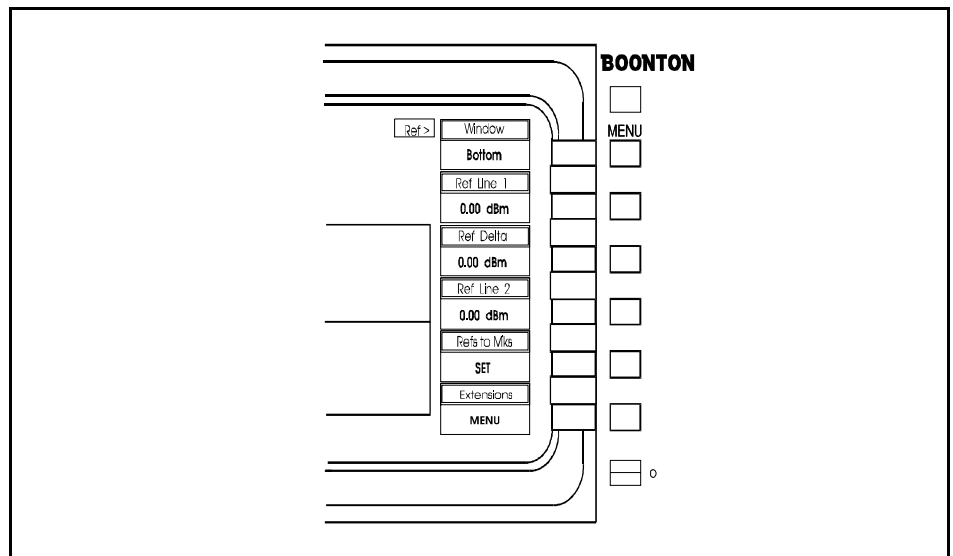 BOONTON
Ref >
Window
MENU
Bottom
Ref Line 1
0.00 dBm
Ref Delta
0.00 dBm
Ref Line 2
0.00 dBm
Refs to Mks
SET
Extensions
MENU
O